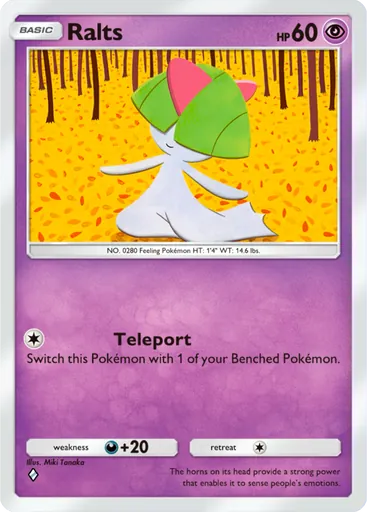 BASIC Ralts HP 60
NO. 0280 Feeling Pokémon HT: 1'4" WT: 14.6 lbs.
Teleport
Switch this Pokémon with 1 of your Benched Pokémon.
weakness +20 retreat
Illus. Miki Tanaka
The horns on its head provide a strong power
that enables it to sense people's emotions.